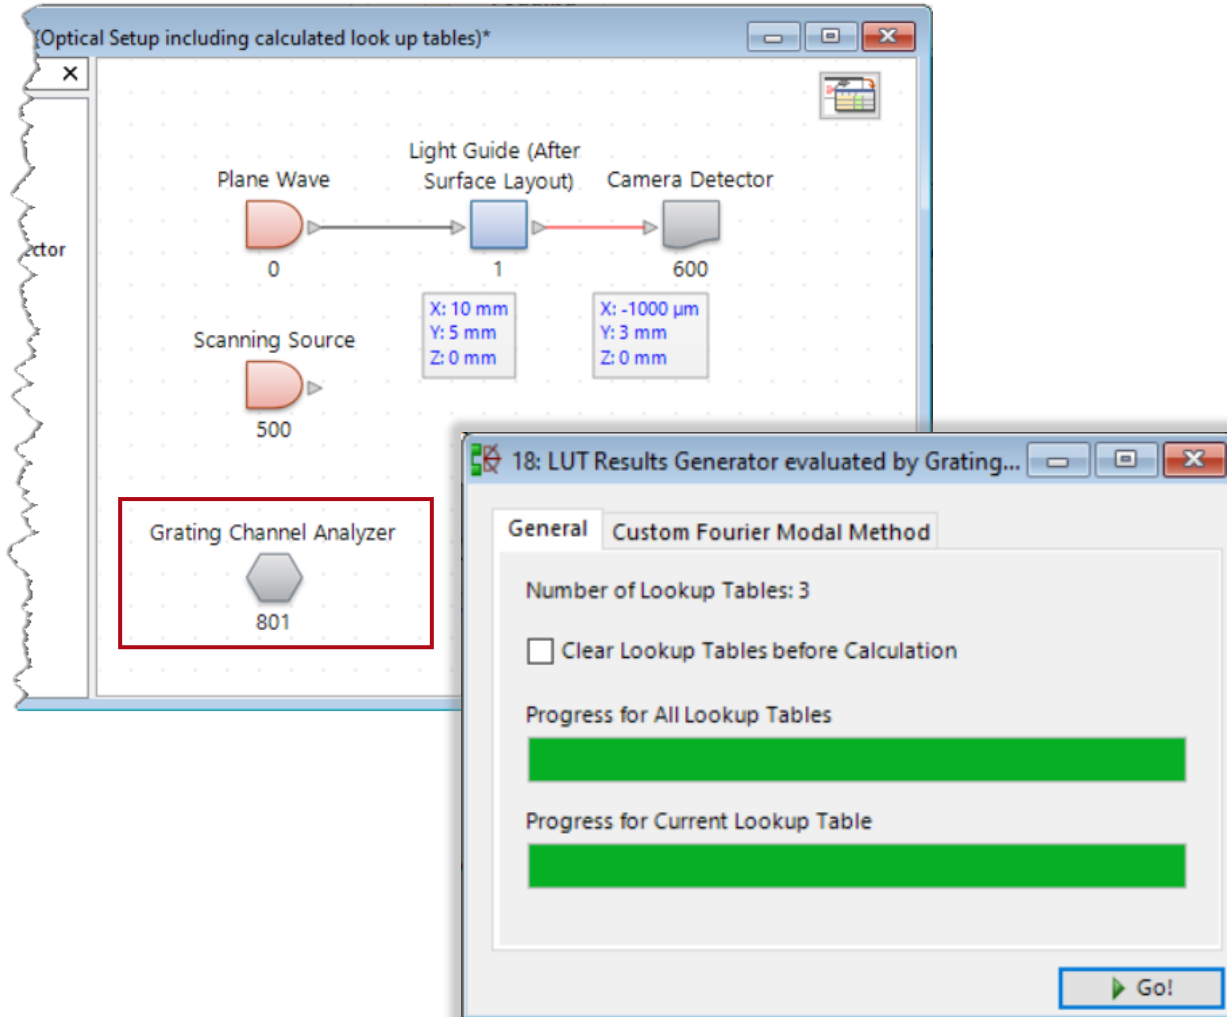 (Optical Setup including calculated look up tables)*
Light Guide (After
Surface Layout)
Plane Wave
Camera Detector
0
1
600
X: 10 mm
Y: 5 mm
Z: 0 mm
X: -1000 µm
Y: 3 mm
Z: 0 mm
Scanning Source
500
Grating Channel Analyzer
801
18: LUT Results Generator evaluated by Grating...
General
Custom Fourier Modal Method
Number of Lookup Tables: 3
Clear Lookup Tables before Calculation
Progress for All Lookup Tables
Progress for Current Lookup Table
Go!